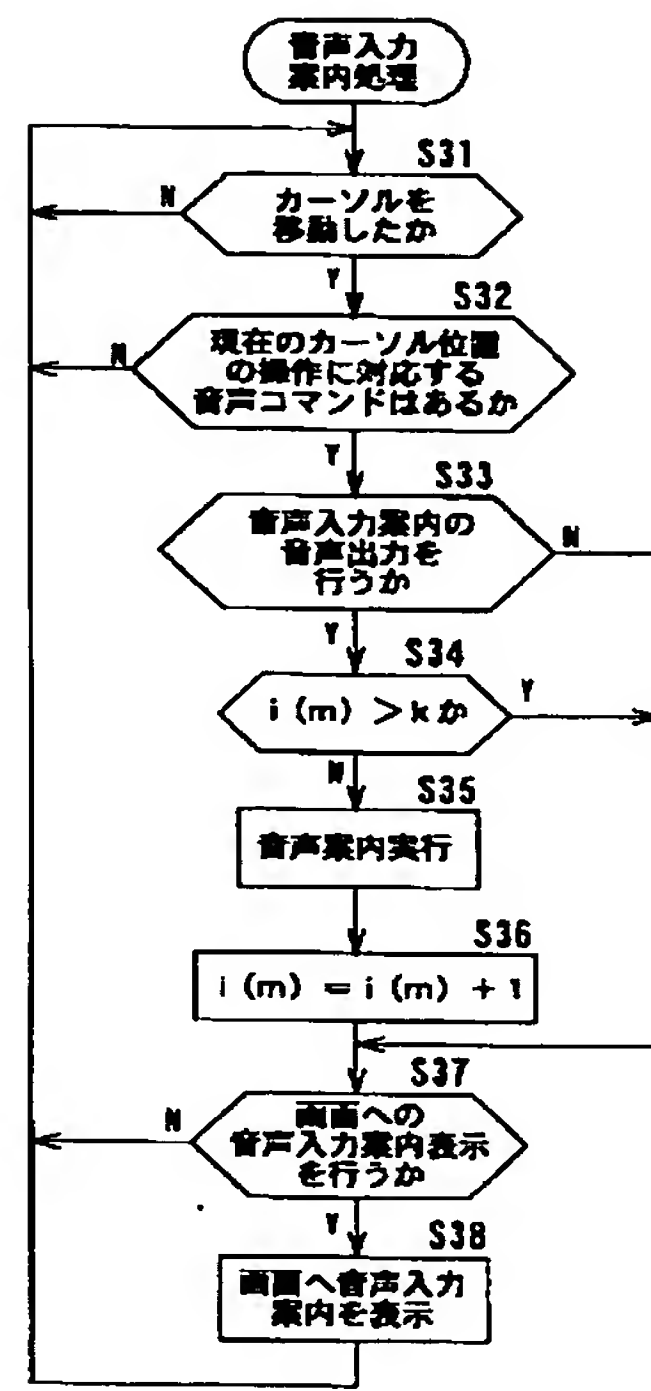 音声入力
案内処理
S31
N
カーソルを
移動したか
Y
S32
N
現在のカーソル位置
の操作に対応する
音声コマンドはあるか
Y
S33
音声入力案内の
音声出力を
行うか
N
Y
S34
i (m) >kか
Y
N
S35
音声案内実行
S36
i (m) = i (m) + 1
S37
N
画面への
音声入力案内表示
を行うか
Y
S38
画面へ音声入力
案内を表示